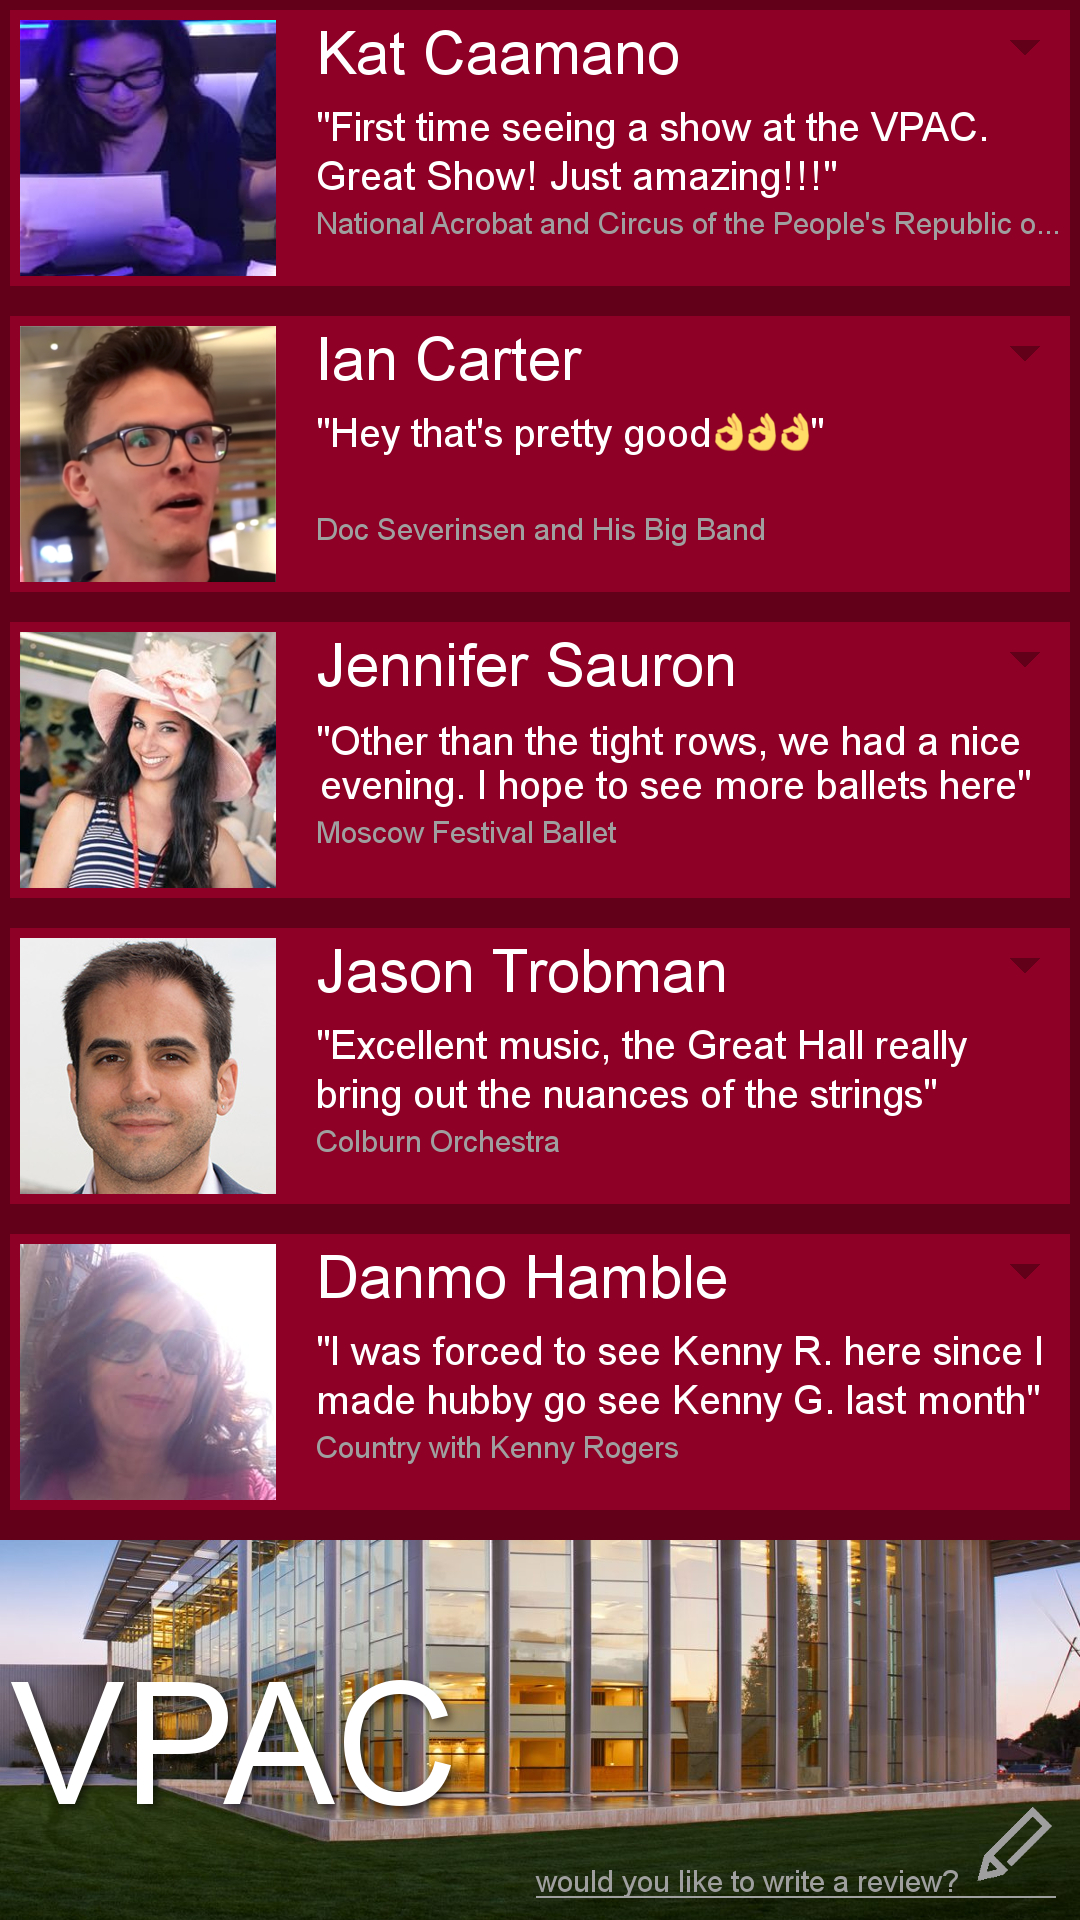 Kat Caamano
"First time seeing a show at the VPAC.
Great Show! Just amazing!!!"
National Acrobat and Circus of the People's Republic o...
Ian Carter
"Hey that's pretty good👌👌👌"
Doc Severinsen and His Big Band
Jennifer Sauron
"Other than the tight rows, we had a nice
evening. I hope to see more ballets here"
Moscow Festival Ballet
Jason Trobman
"Excellent music, the Great Hall really
bring out the nuances of the strings"
Colburn Orchestra
Danmo Hamble
"I was forced to see Kenny R. here since I
made hubby go see Kenny G. last month"
Country with Kenny Rogers
VPAC
would you like to write a review?